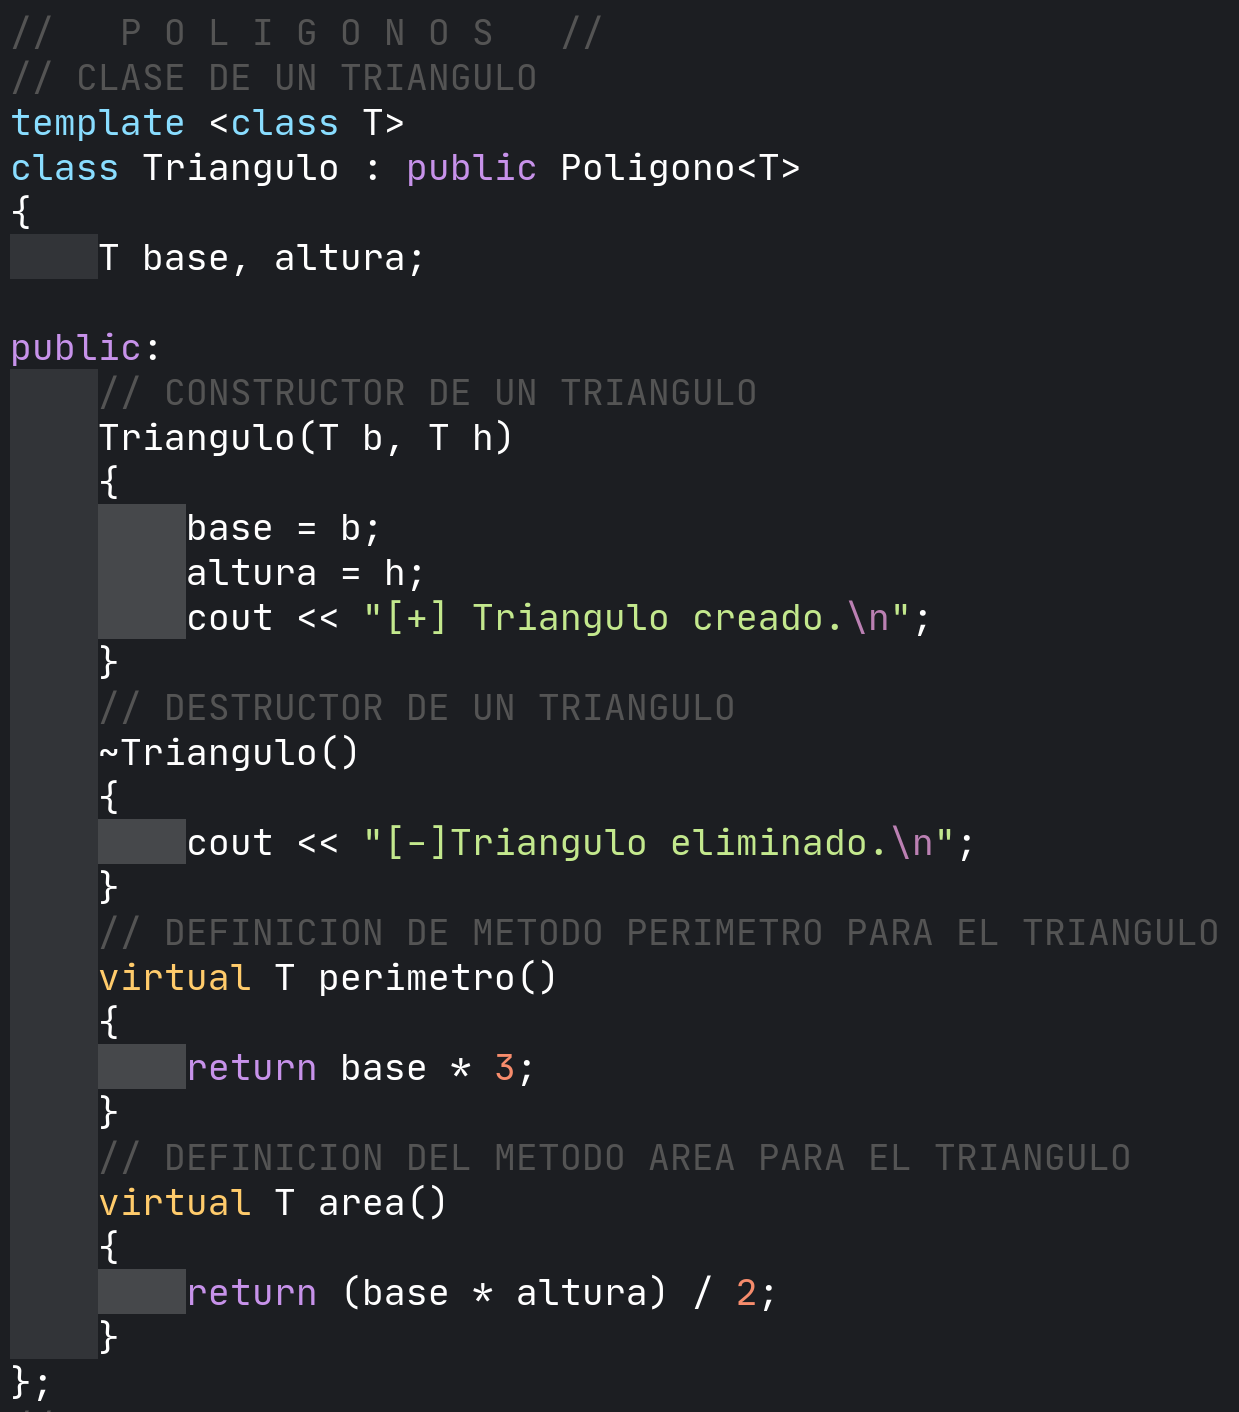 //   P O L I G O N O S   //
// CLASE DE UN TRIANGULO
template <class T>
class Triangulo : public Poligono<T>
{
    T base, altura;

public:
    // CONSTRUCTOR DE UN TRIANGULO
    Triangulo(T b, T h)
    {
        base = b;
        altura = h;
        cout << "[+] Triangulo creado.\n";
    }
    // DESTRUCTOR DE UN TRIANGULO
    ~Triangulo()
    {
        cout << "[-]Triangulo eliminado.\n";
    }
    // DEFINICION DE METODO PERIMETRO PARA EL TRIANGULO
    virtual T perimetro()
    {
        return base * 3;
    }
    // DEFINICION DEL METODO AREA PARA EL TRIANGULO
    virtual T area()
    {
        return (base * altura) / 2;
    }
};